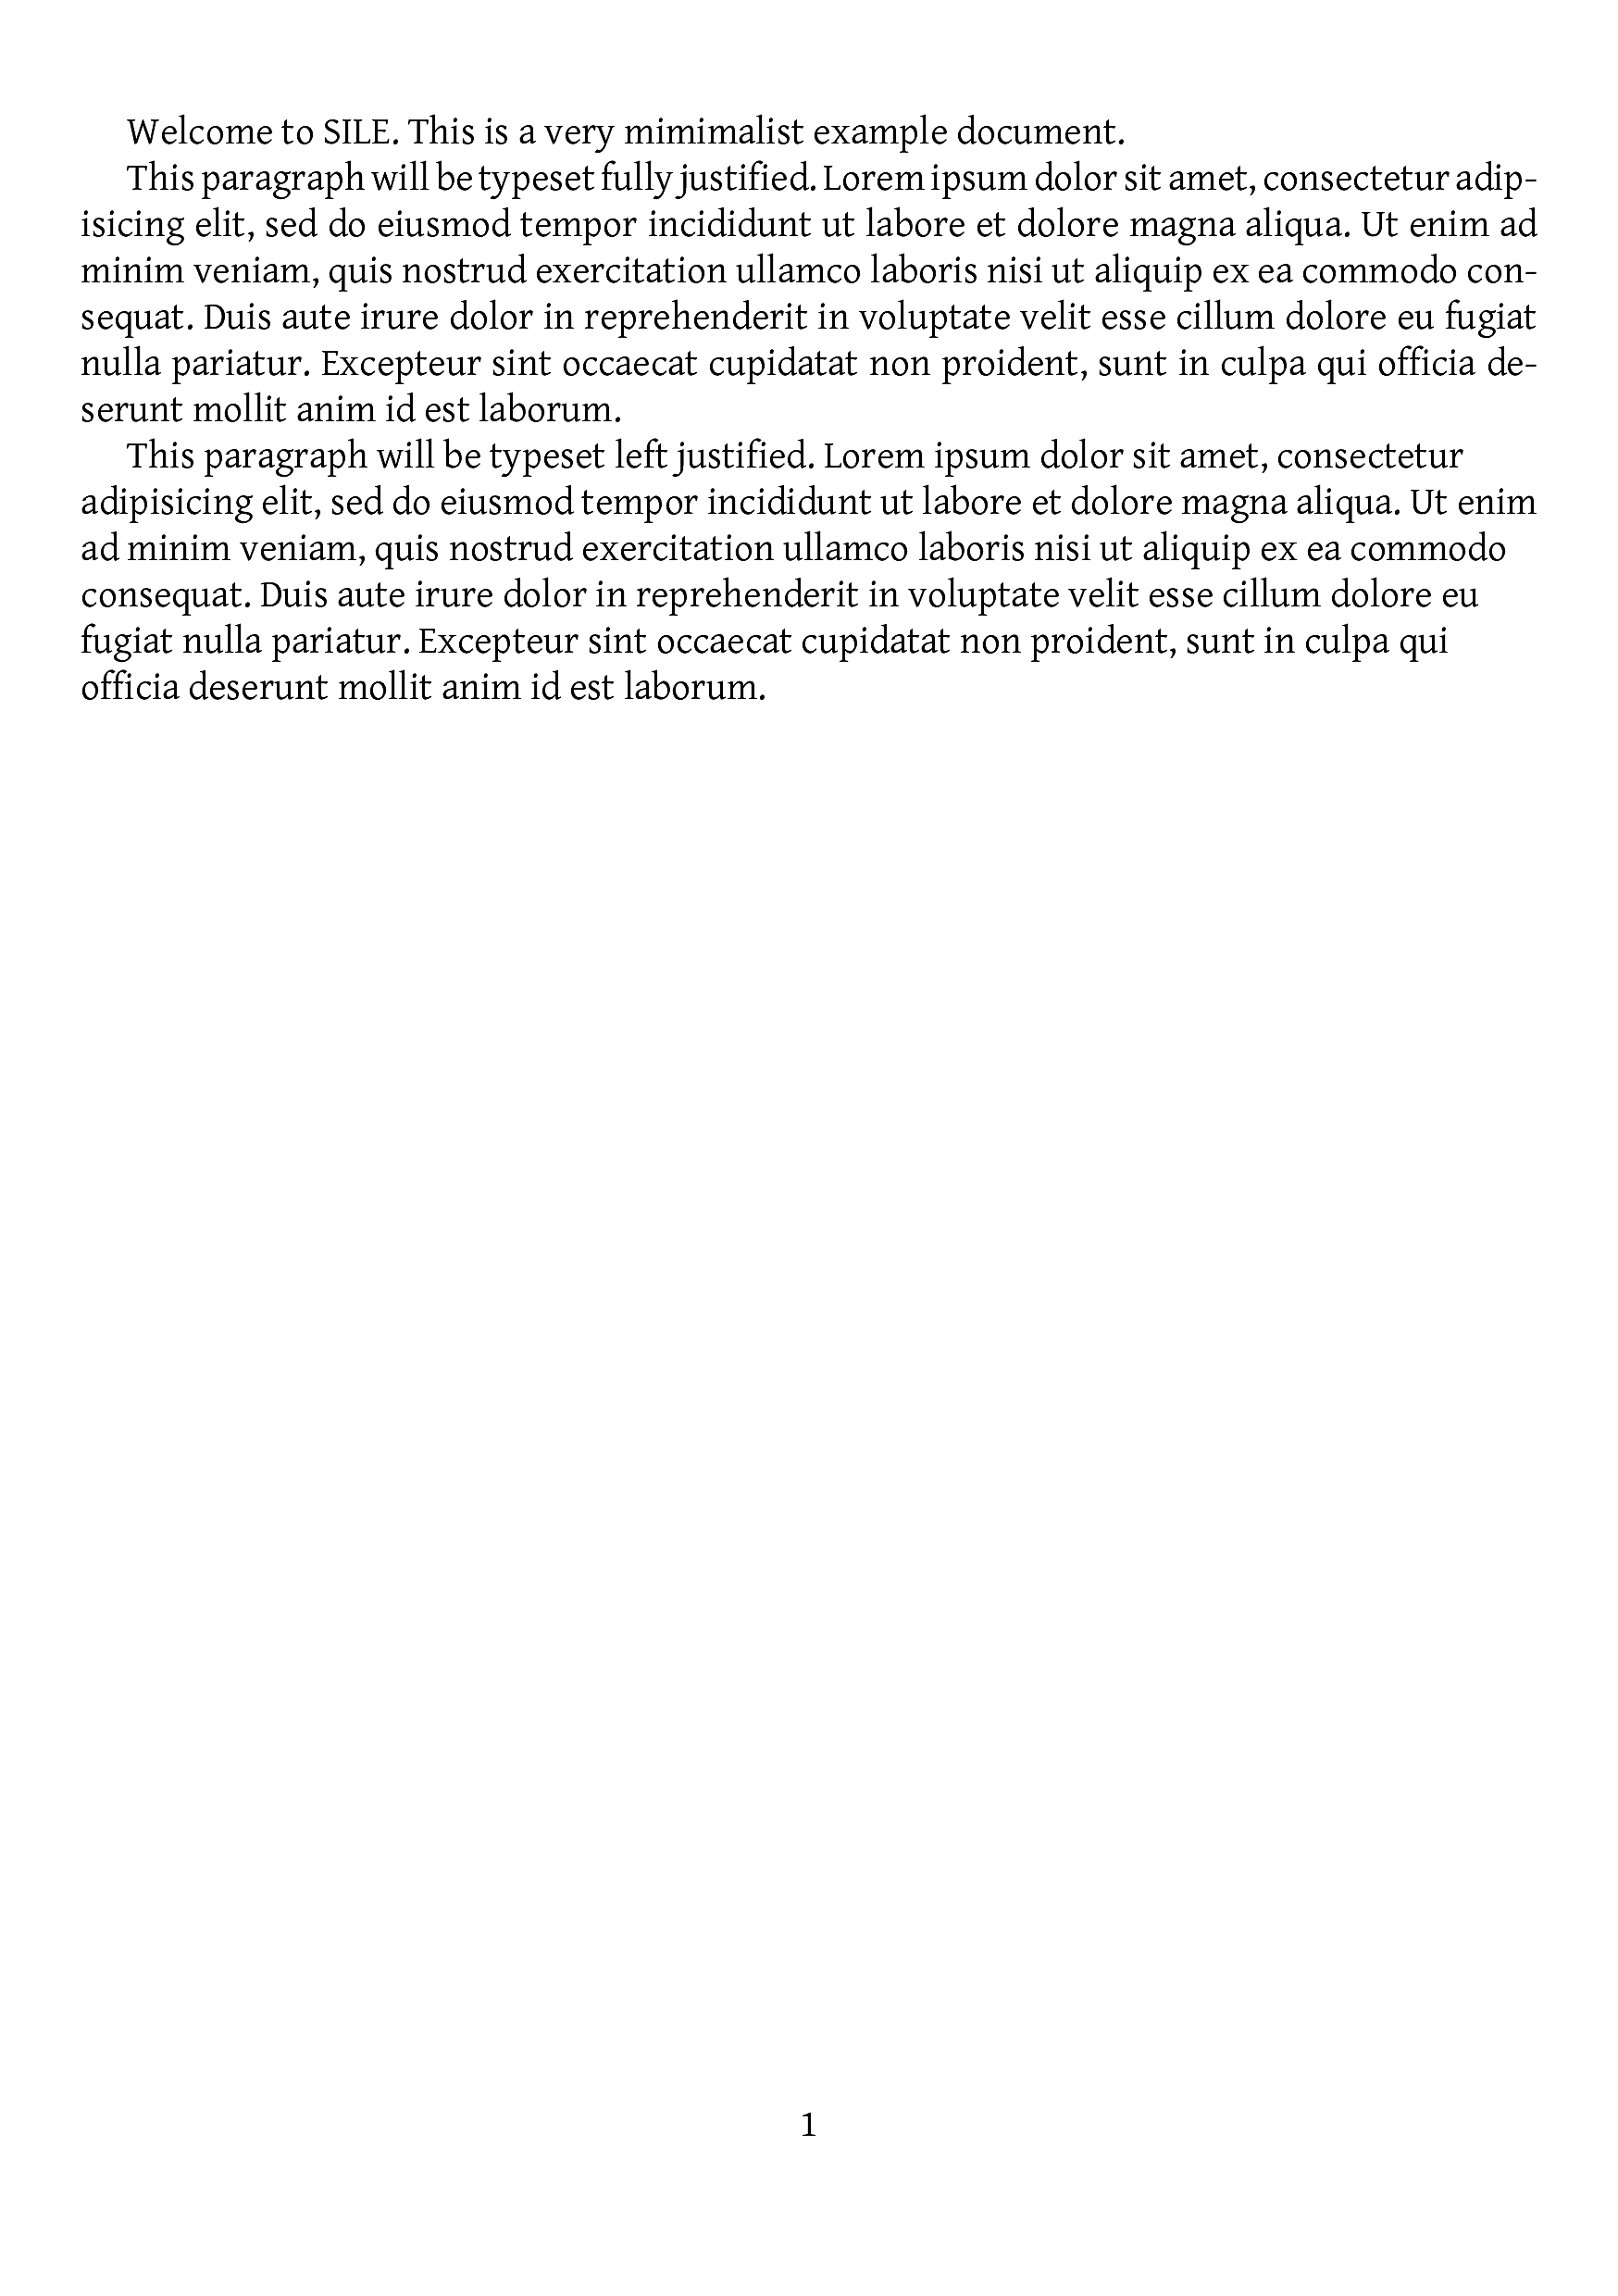 Welcome to SILE. This is a very mimimalist example document.
This paragraph will be typeset fully justified. Lorem ipsum dolor sit amet, consectetur adip-
isicing elit, sed do eiusmod tempor incididunt ut labore et dolore magna aliqua. Ut enim ad
minim veniam, quis nostrud exercitation ullamco laboris nisi ut aliquip ex ea commodo con-
sequat. Duis aute irure dolor in reprehenderit in voluptate velit esse cillum dolore eu fugiat
nulla pariatur. Excepteur sint occaecat cupidatat non proident, sunt in culpa qui officia de-
serunt mollit anim id est laborum.
This paragraph will be typeset left justified. Lorem ipsum dolor sit amet, consectetur
adipisicing elit, sed do eiusmod tempor incididunt ut labore et dolore magna aliqua. Ut enim
ad minim veniam, quis nostrud exercitation ullamco laboris nisi ut aliquip ex ea commodo
consequat. Duis aute irure dolor in reprehenderit in voluptate velit esse cillum dolore eu
fugiat nulla pariatur. Excepteur sint occaecat cupidatat non proident, sunt in culpa qui
officia deserunt mollit anim id est laborum.
1